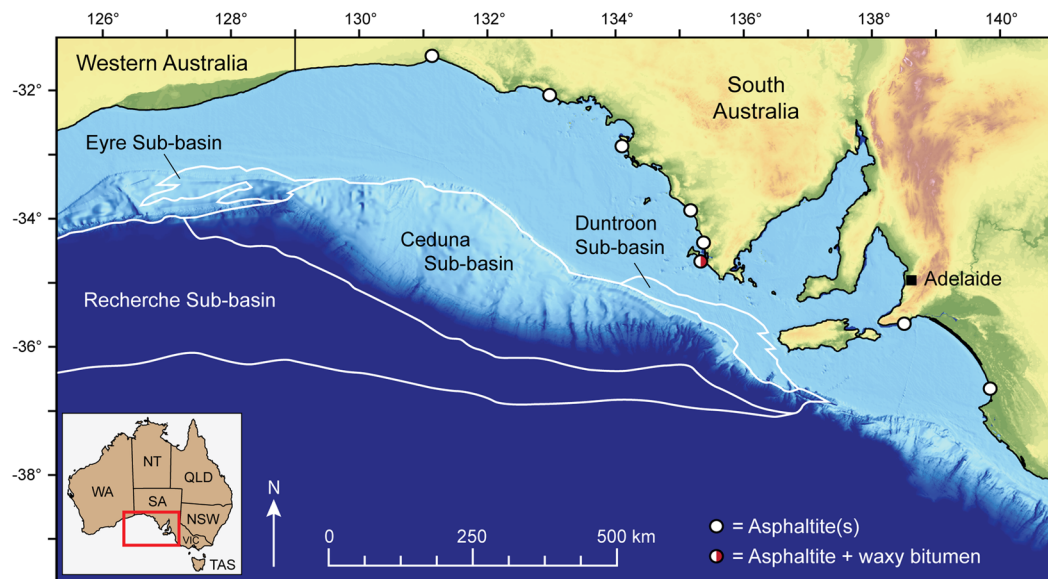 126° 128° 130° 132° 134° 136° 138° 140°
Western Australia
South
Australia
-32°
Eyre Sub-basin
-34°
Duntroon
Sub-basin
Ceduna
Sub-basin
Adelaide
Recherche Sub-basin
-36°
-38°
NT
WA
QLD
SA
NSW
VIC
TAS
N
0 250 500 km
= Asphaltite(s)
= Asphaltite + waxy bitumen